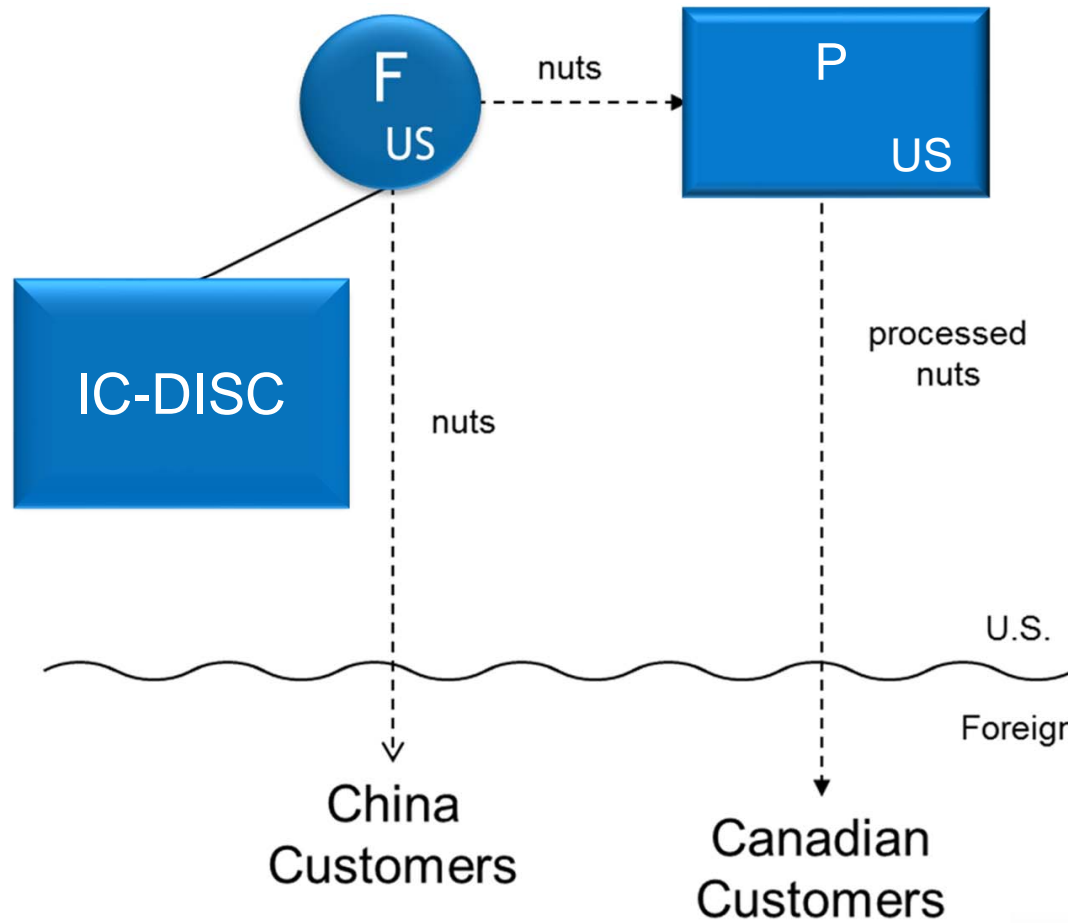 F
US
nuts
P
US
IC-DISC
nuts
processed
nuts
U.S.
Foreign
China
Customers
Canadian
Customers